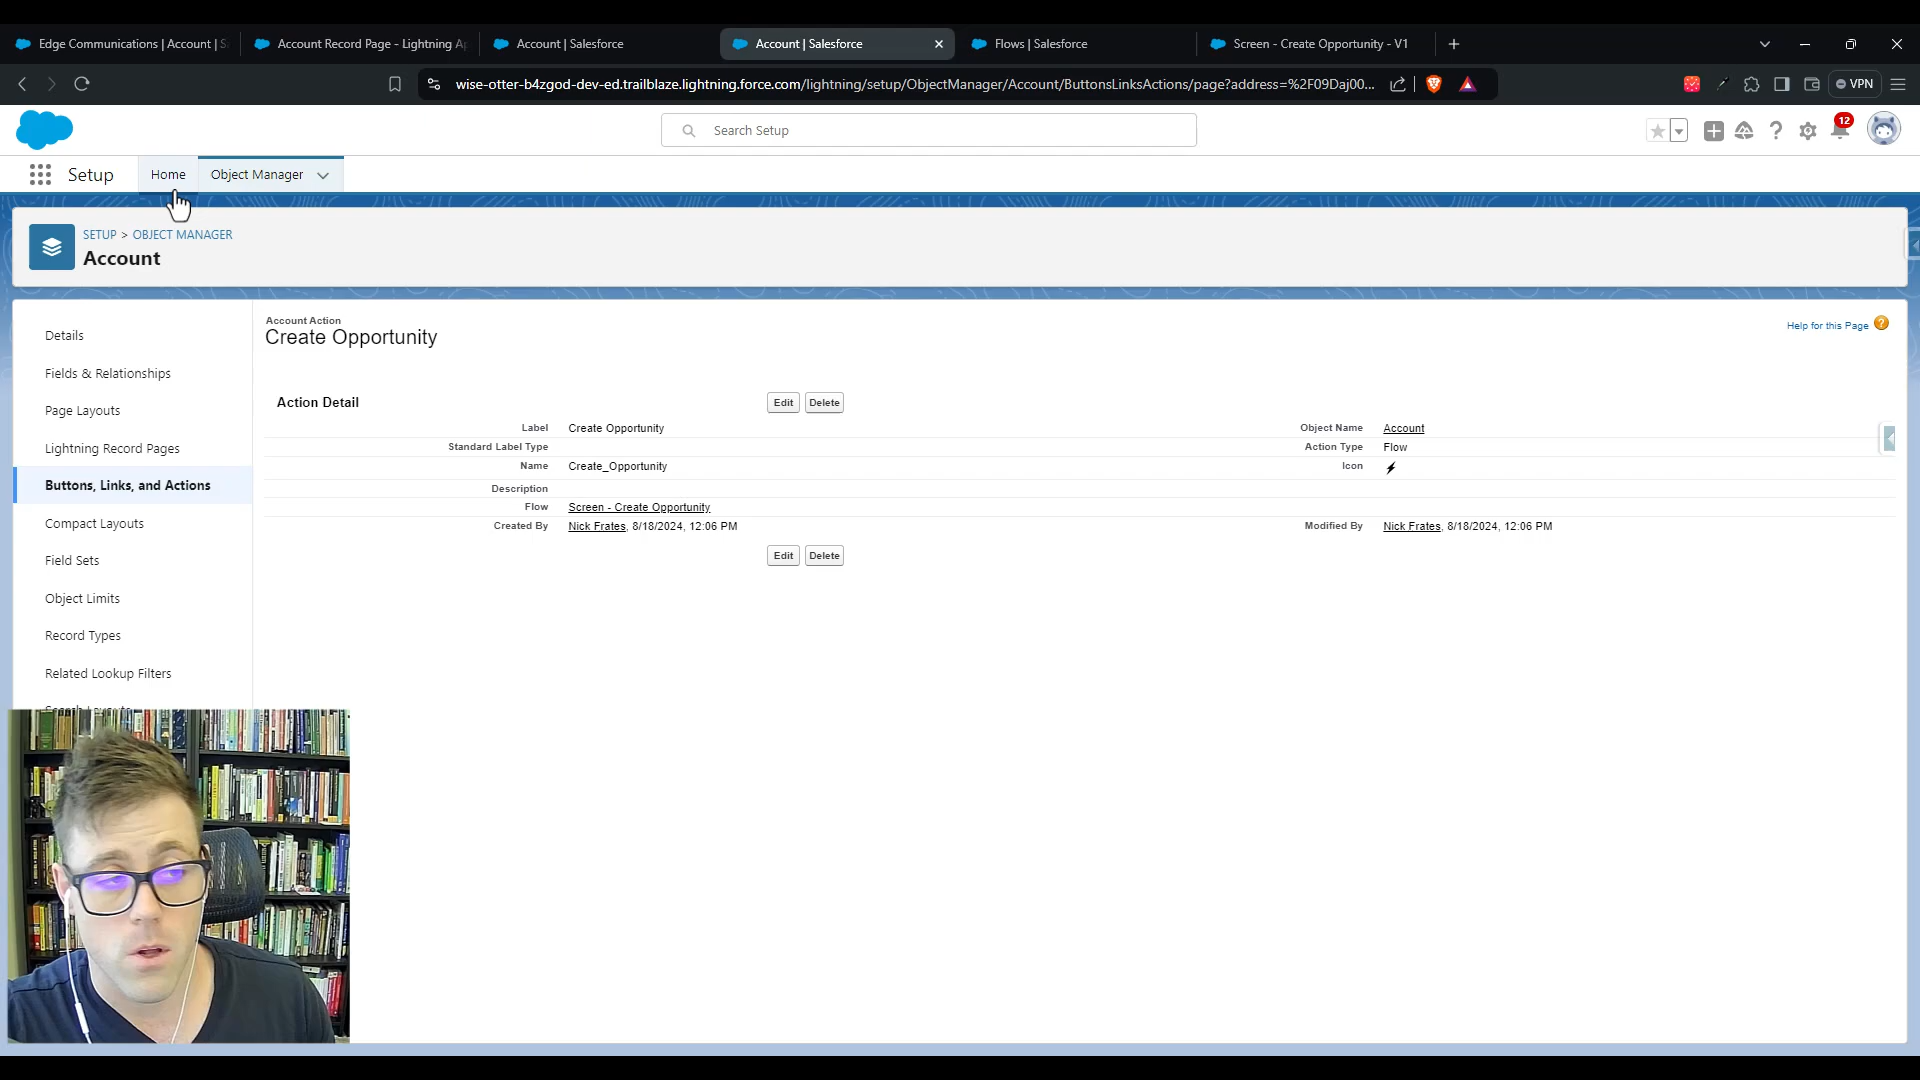 Edge Communications | Account | S
Account Record Page - Lightning Ap
Account | Salesforce
Account | Salesforce
Flows | Salesforce
Screen - Create Opportunity - V1
wise-otter-b4zgod-dev-ed.trailblaze.lightning.force.com/lightning/setup/ObjectManager/Account/ButtonsLinksActions/page?address=%2F09Daj00...
VPN
Search Setup
12
Setup
Home
Object Manager
SETUP > OBJECT MANAGER
Account
Details
Fields & Relationships
Page Layouts
Lightning Record Pages
Buttons, Links, and Actions
Compact Layouts
Field Sets
Object Limits
Record Types
Related Lookup Filters
Search Layouts
Account Action
Create Opportunity
Help for this Page
Action Detail
Edit Delete
Label Create Opportunity Object Name Account
Standard Label Type Action Type Flow
Name Create_Opportunity Icon
Description
Flow Screen - Create Opportunity
Created By Nick Frates, 8/18/2024, 12:06 PM Modified By Nick Frates, 8/18/2024, 12:06 PM
Edit Delete